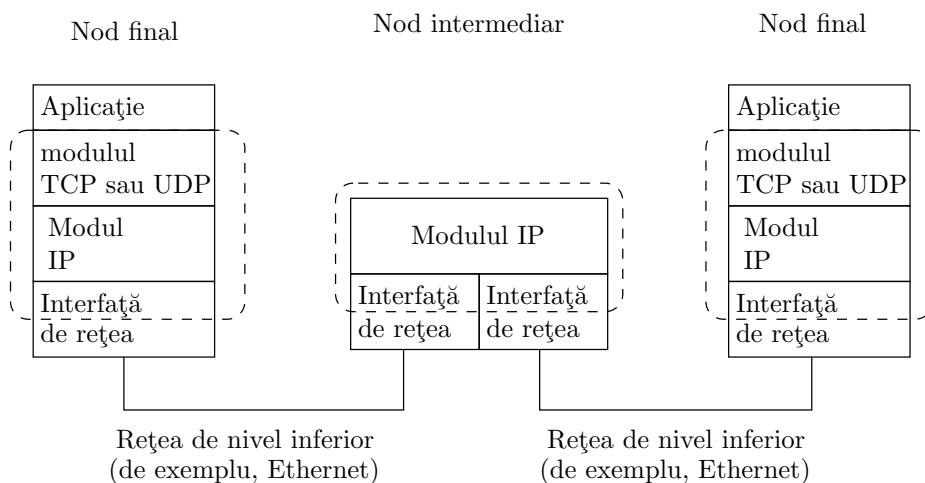 Nod final
Nod intermediar
Nod final
Aplicaţie
modulul
TCP sau UDP
Modul
IP
Interfaţă
de reţea
Modulul IP
Interfaţă
de reţea
Interfaţă
de reţea
Aplicaţie
modulul
TCP sau UDP
Modul
IP
Interfaţă
de reţea
Reţea de nivel inferior
(de exemplu, Ethernet)
Reţea de nivel inferior
(de exemplu, Ethernet)